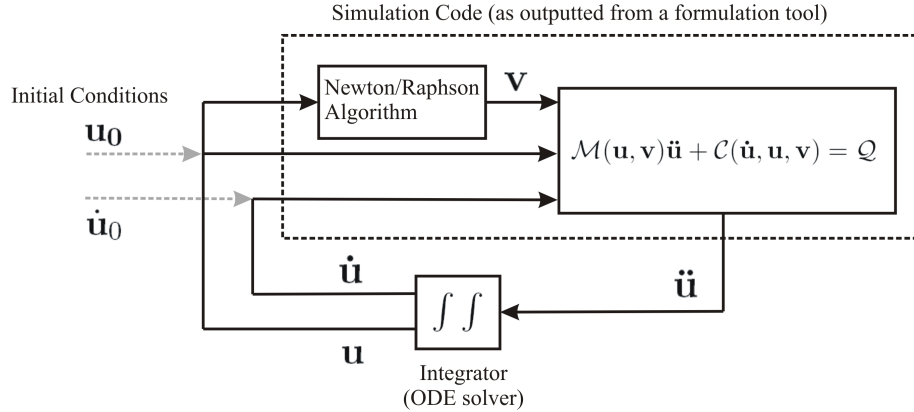 Simulation Code (as outputted from a formulation tool)
Newton/Raphson
Algorithm
v
Initial Conditions
u₀
ℳ(u, v)ü + 𝒞(u̇, u, v) = 𝒬
u̇₀
u̇
ü
∫ ∫
u
Integrator
(ODE solver)